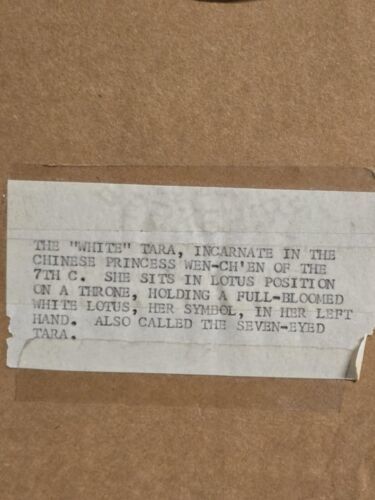 THE "WHITE" TARA, INCARNATE IN THE
CHINESE PRINCESS WEN-CH'EN OF THE
7TH C. SHE SITS IN LOTUS POSITION
ON A THRONE, HOLDING A FULL-BLOOMED
WHITE LOTUS, HER SYMBOL, IN HER LEFT
HAND. ALSO CALLED THE SEVEN-EYED
TARA.